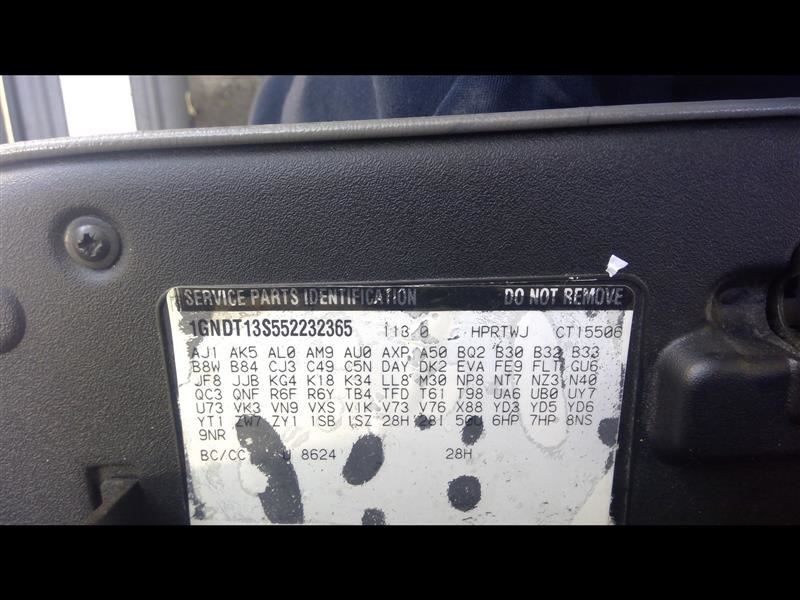 SERVICE PARTS IDENTIFICATION DO NOT REMOVE
1GNDT13S552232365 113.0 HPRTWJ CT15506
AJ1 AK5 AL0 AM9 AU0 AXP A50 BQ2 B30 B32 B33
B8W B84 CJ3 C49 C5N DAY DK2 EVA FE9 FLT GU6
JF8 JJB KG4 K18 K34 LL8 M30 NP8 NT7 NZ3 N40
QC3 QNF R6F R6Y TB4 TFD T61 T98 UA6 UB0 UY7
U73 VK3 VN9 VXS V1K V73 V76 X88 YD3 YD5 YD6
YT1 ZW7 ZY1 1SB 1SZ 28H 28I 50U 6HP 7HP 8NS
9NR
BC/CC U 8624 28H